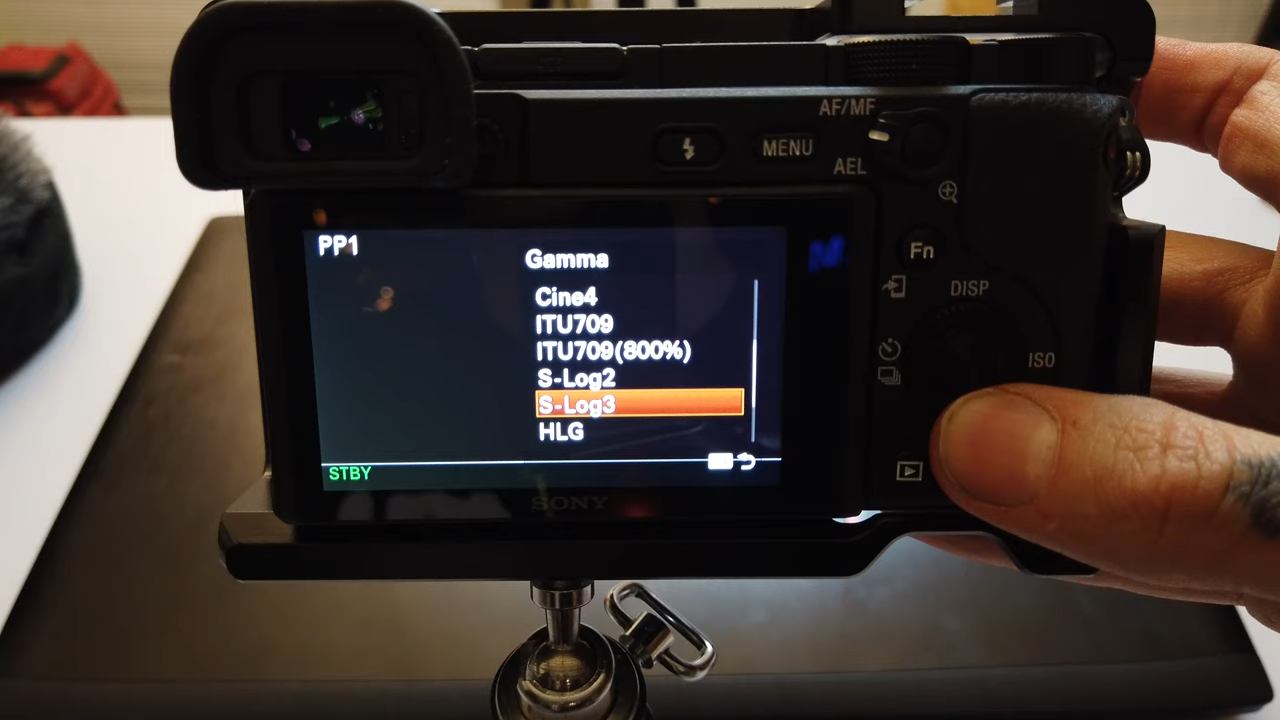 AF/MF
MENU
AEL
PP1
Gamma
Fn
Cine4
DISP
ITU709
ITU709(800%)
ISO
S-Log2
S-Log3
HLG
STBY
SONY